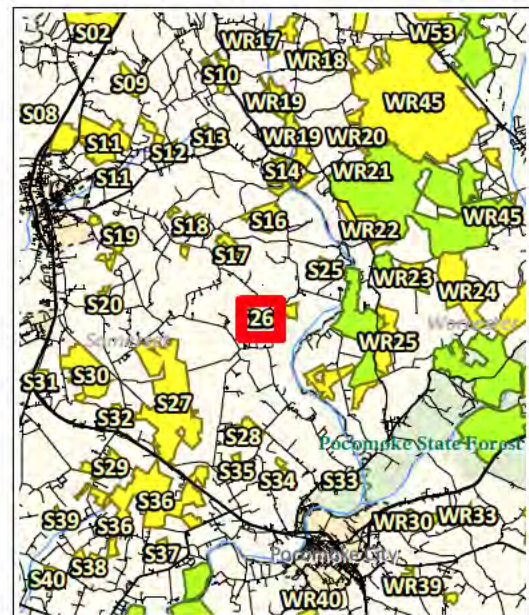 S02
WR17
W53
S09
S10
WR18
S08
WR19
WR45
S11
S12
S13
WR19
WR20
S11
S14
WR21
S18
S16
WR45
S19
S17
WR22
S25
WR23
S20
26
WR24
Worcester
S31
S30
WR25
S27
S32
S28
Pocomoke State Forest
S29
S35
S34
S33
S39
S36
S36
WR30
WR33
S38
S37
Pocomoke City
S40
WR40
WR39